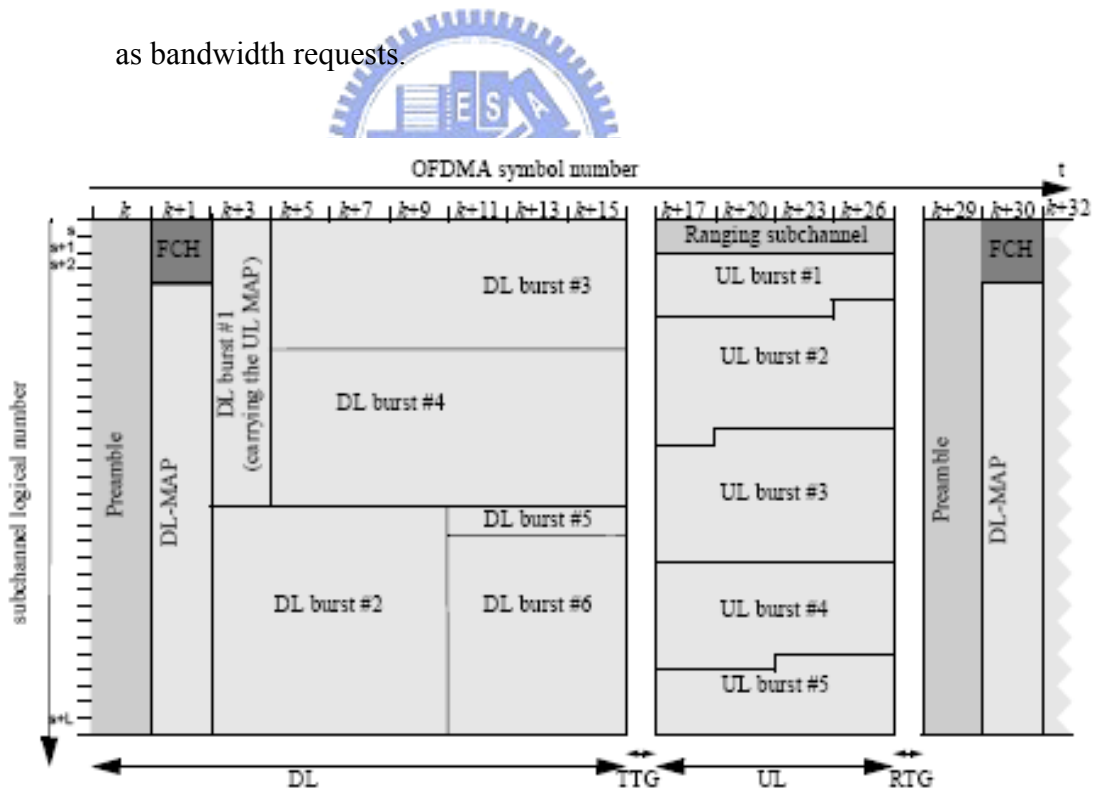 as bandwidth requests.
ESA
OFDMA symbol number
t
k
k+1
k+3
k+5
k+7
k+9
k+11
k+13
k+15
k+17
k+20
k+23
k+26
k+29
k+30
k+32
s
s+1
s+2
s+L
subchannel logical number
Preamble
FCH
DL-MAP
DL burst #1
(carrying the UL MAP)
DL burst #3
DL burst #4
DL burst #2
DL burst #5
DL burst #6
Ranging subchannel
UL burst #1
UL burst #2
UL burst #3
UL burst #4
UL burst #5
Preamble
FCH
DL-MAP
DL
TTG
UL
RTG